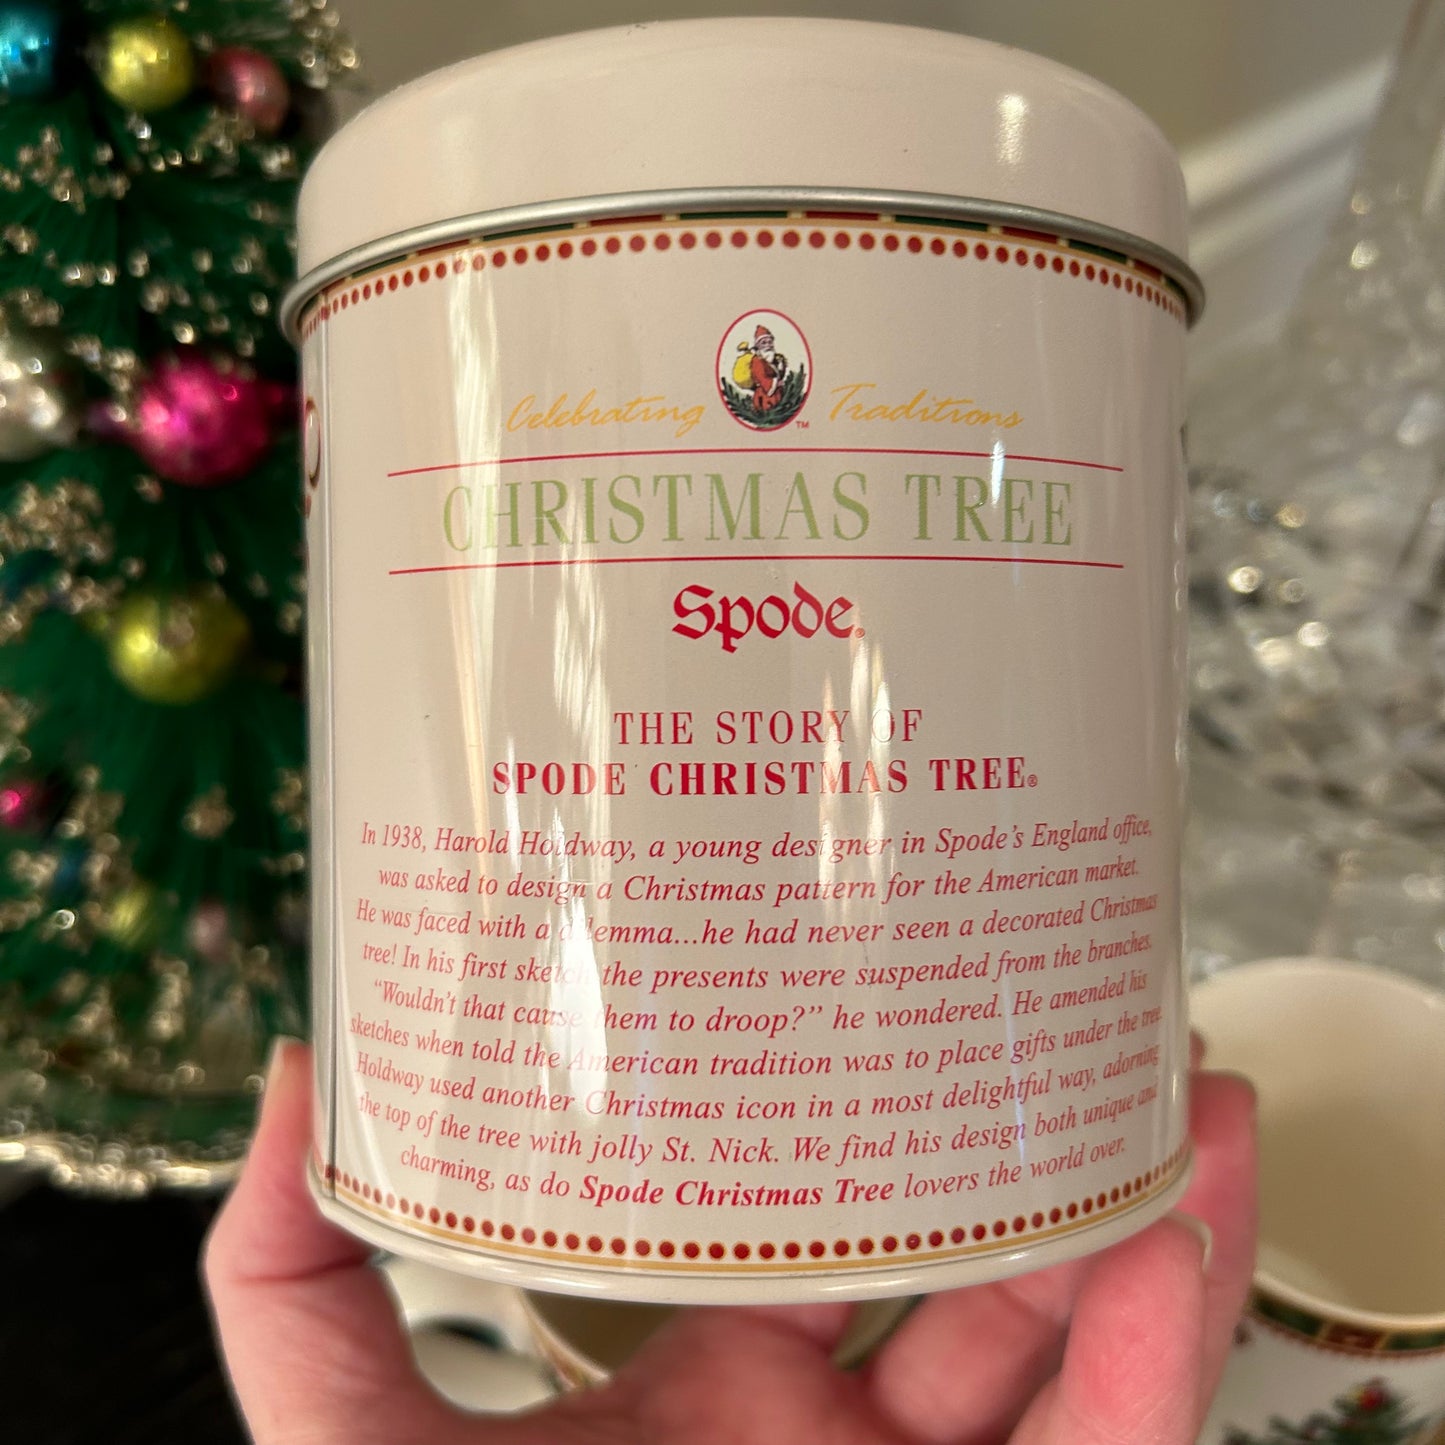 Celebrating Traditions
TM
CHRISTMAS TREE
Spode®
THE STORY OF
SPODE CHRISTMAS TREE®
In 1938, Harold Holdway, a young designer in Spode's England office,
was asked to design a Christmas pattern for the American market.
He was faced with a dilemma...he had never seen a decorated Christmas
tree! In his first sketch the presents were suspended from the branches.
"Wouldn't that cause them to droop?" he wondered. He amended his
sketches when told the American tradition was to place gifts under the tree.
Holdway used another Christmas icon in a most delightful way, adorning
the top of the tree with jolly St. Nick. We find his design both unique and
charming, as do Spode Christmas Tree lovers the world over.